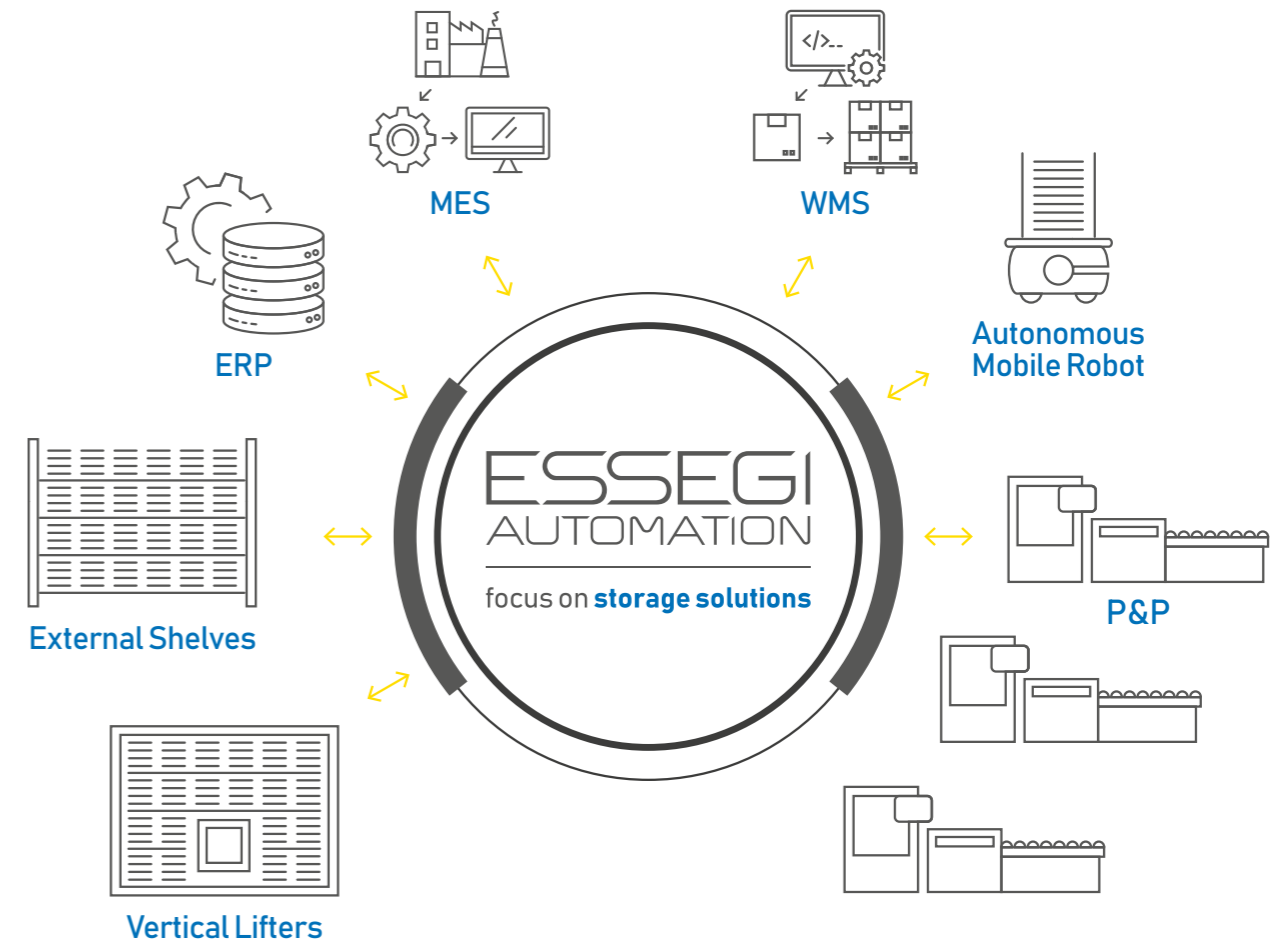 MES
WMS
</>_ _
ERP
Autonomous
Mobile Robot
ESSEGI
AUTOMATION
focus on storage solutions
External Shelves
P&P
Vertical Lifters